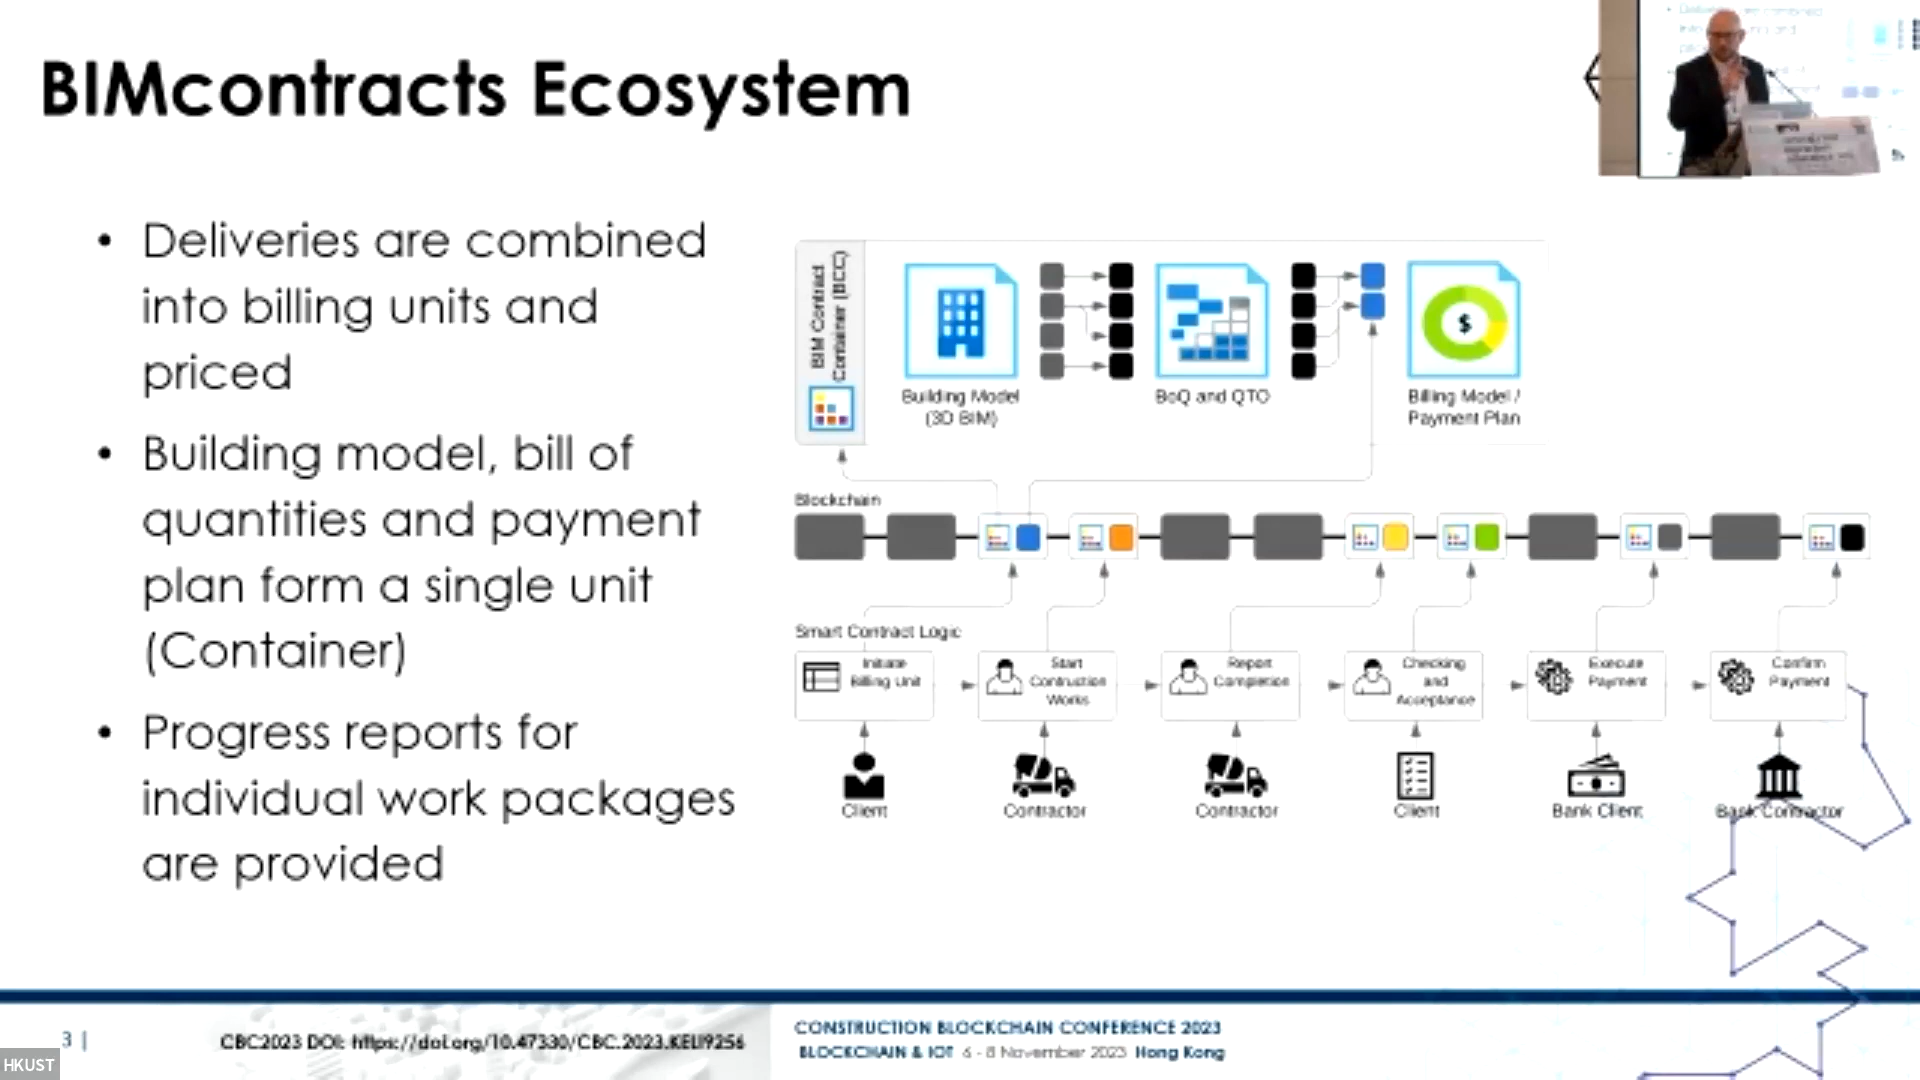 BIMcontracts Ecosystem
• Deliveries are combined
into billing units and
priced
• Building model, bill of
quantities and payment
plan form a single unit
(Container)
• Progress reports for
individual work packages
are provided
BIM Contract
Container (BCC)
Building Model
(3D BIM)
BoQ and QTO
$
Billing Model /
Payment Plan
Blockchain
Smart Contract Logic
Initiate
Billing Unit
Start
Contruction
Works
Report
Completion
Checking
and
Acceptance
Execute
Payment
Confirm
Payment
Client
Contractor
Contractor
Client
Bank Client
Bank Contractor
3 |
CBC2023 DOI: https://doi.org/10.47330/CBC.2023.KELI9256
CONSTRUCTION BLOCKCHAIN CONFERENCE 2023
BLOCKCHAIN & IOT 6 - 8 November 2023 Hong Kong
HKUST